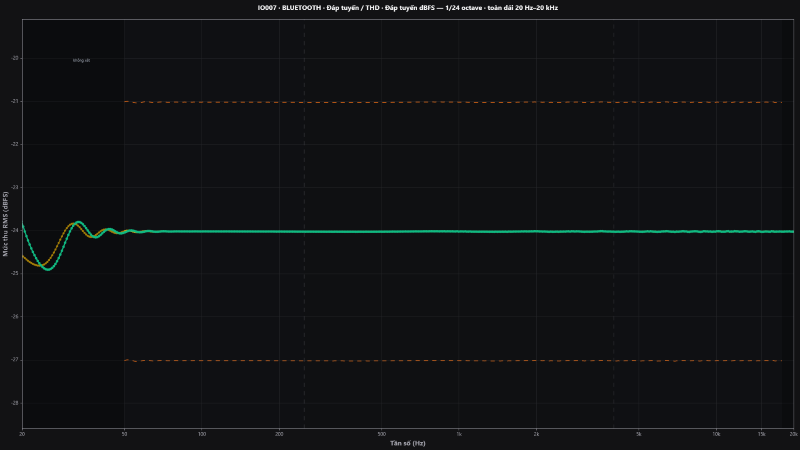 IO007 · BLUETOOTH · Đáp tuyến / THD · Đáp tuyến dBFS — 1/24 octave · toàn dải 20 Hz–20 kHz
-20
-21
-22
-23
-24
-25
-26
-27
-28
Mức thu RMS (dBFS)
20
50
100
200
500
1k
2k
5k
10k
15k
20k
Tần số (Hz)